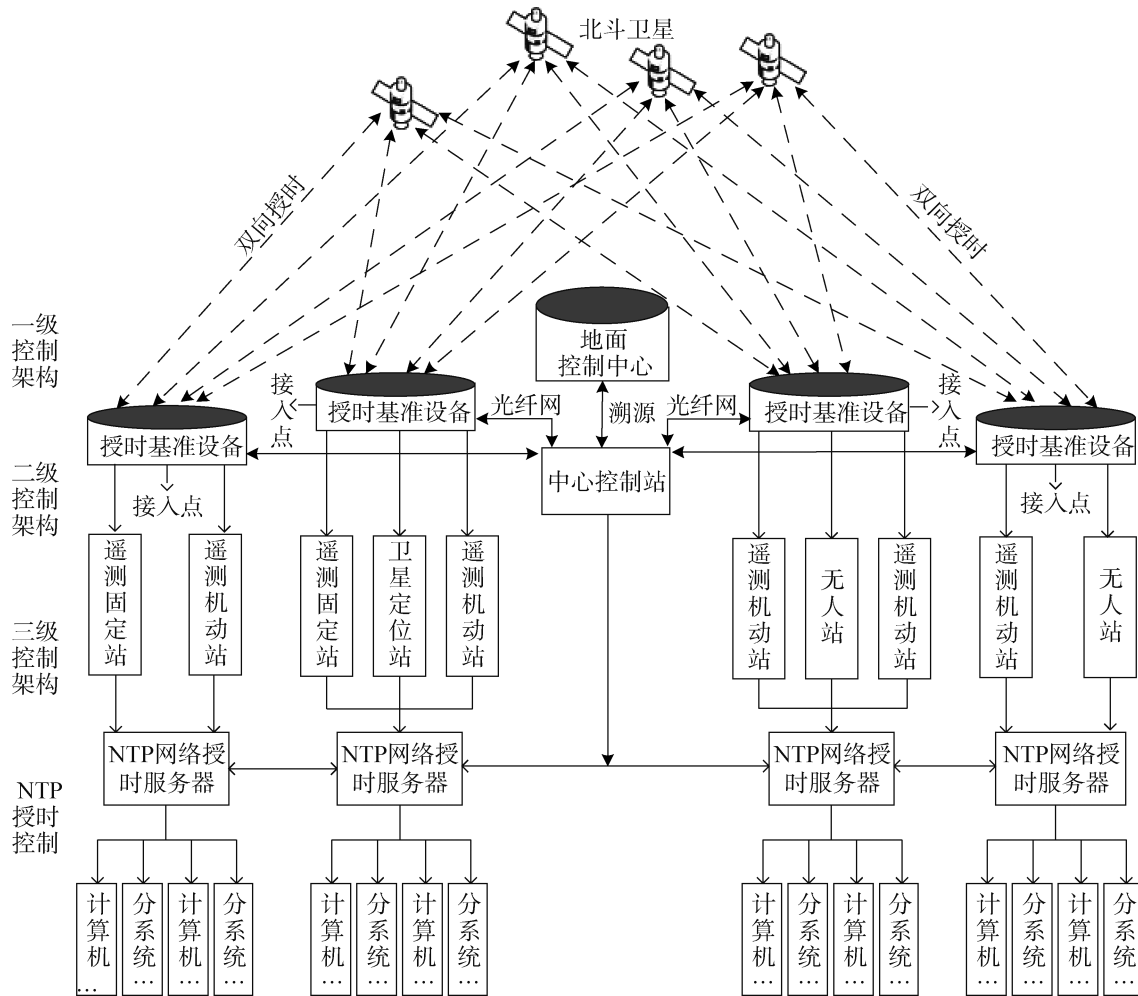 北斗卫星
双向授时
双向授时
一级
控制
架构
地面
控制中心
接
入
点
授时基准设备
光纤网
溯源
光纤网
授时基准设备
接
入
点
授时基准设备
授时基准设备
二级
控制
架构
接入点
中心控制站
接入点
遥测固定站
遥测机动站
遥测固定站
卫星定位站
遥测机动站
遥测机动站
无人站
遥测机动站
遥测机动站
无人站
三级
控制
架构
NTP网络授
时服务器
NTP网络授
时服务器
NTP网络授
时服务器
NTP网络授
时服务器
NTP
授时
控制
计算机…
分系统…
计算机…
分系统…
计算机…
分系统…
计算机…
分系统…
计算机…
分系统…
计算机…
分系统…
计算机…
分系统…
计算机…
分系统…